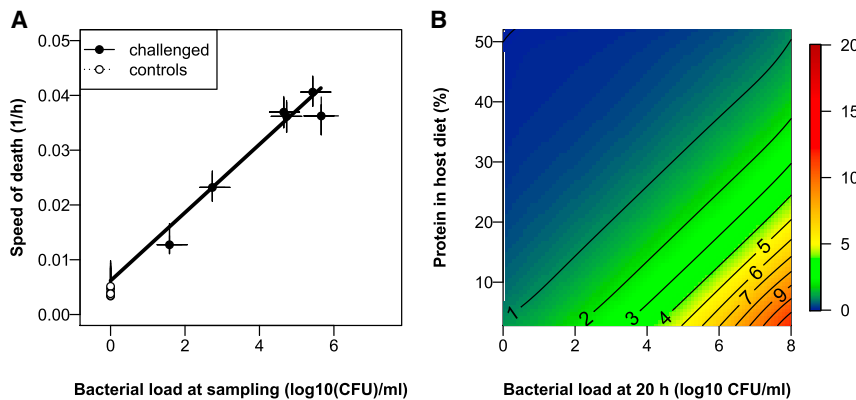 A
challenged
controls
0.05
0.04
0.03
0.02
0.01
0.00
Speed of death (1/h)
0 2 4 6
Bacterial load at sampling (log10(CFU)/ml)
B
50
40
30
20
10
Protein in host diet (%)
1 2 3 4 5 6 7 9
0 2 4 6 8
Bacterial load at 20 h (log10 CFU/ml)
20
15
10
5
0